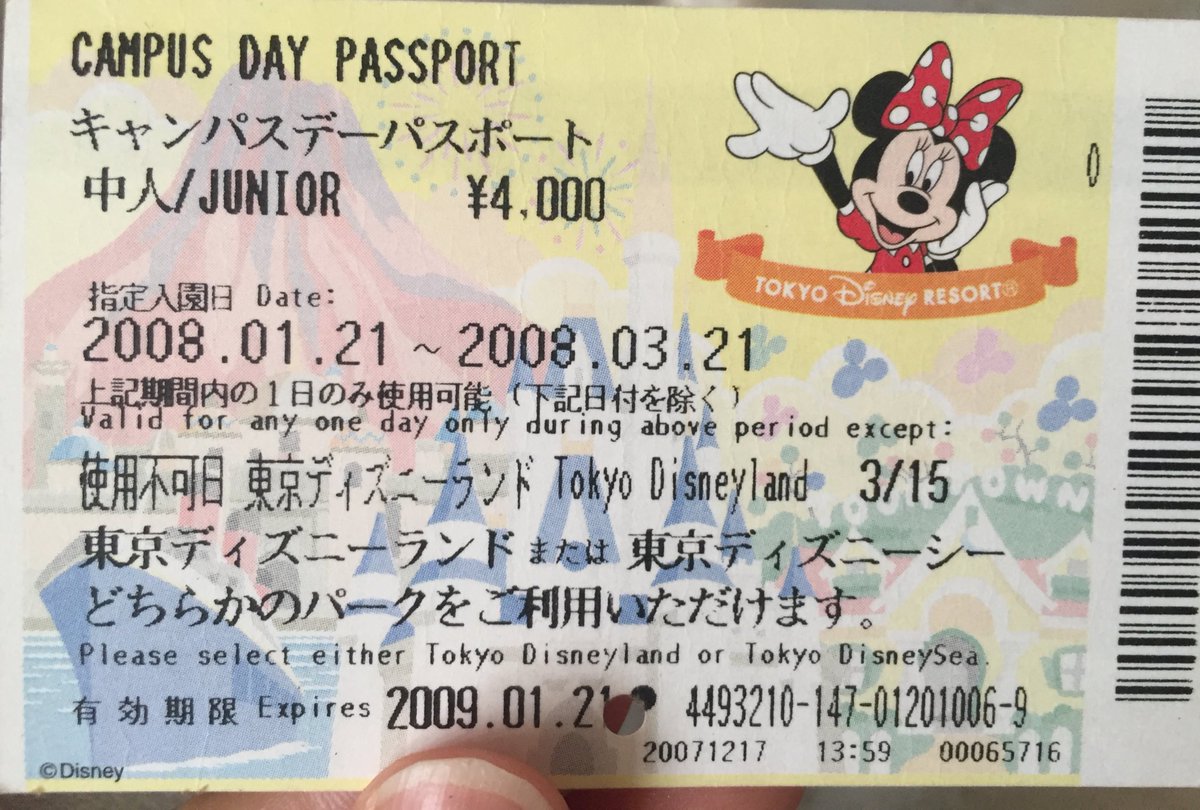 CAMPUS DAY PASSPORT
キャンパスデーパスポート
中人/JUNIOR ¥4,000
0
TOKYO Disney RESORT®
指定入園日 Date:
2008.01.21 ~ 2008.03.21
上記期間内の1日のみ使用可能（下記日付を除く）
Valid for any one day only during above period except:
使用不可日 東京ディズニーランド Tokyo Disneyland 3/15
東京ディズニーランド または 東京ディズニーシー
どちらかのパークをご利用いただけます。
Please select either Tokyo Disneyland or Tokyo DisneySea.
有効期限 Expires 2009.01.21 4493210-147-01201006-9
20071217 13:59 00065716
©Disney